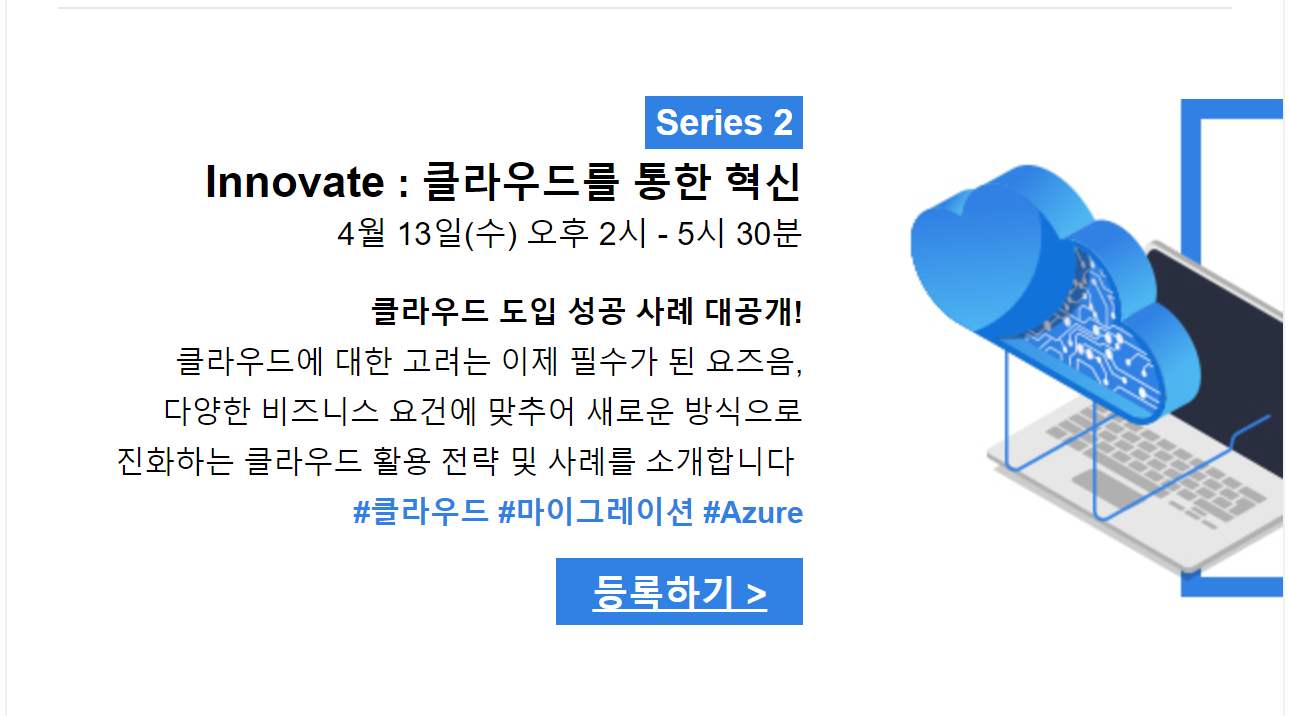 Series 2
Innovate : 클라우드를 통한 혁신
4월 13일(수) 오후 2시 - 5시 30분
클라우드 도입 성공 사례 대공개!
클라우드에 대한 고려는 이제 필수가 된 요즈음,
다양한 비즈니스 요건에 맞추어 새로운 방식으로
진화하는 클라우드 활용 전략 및 사례를 소개합니다
#클라우드 #마이그레이션 #Azure
등록하기 >